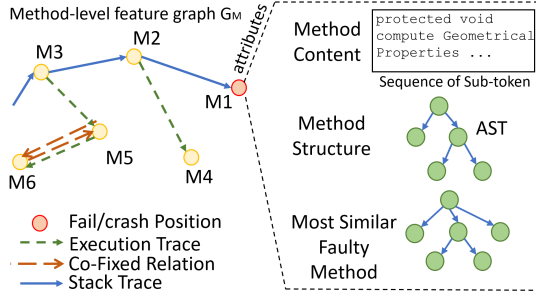 Method-level feature graph GM
M3
M2
M1
M5
M6
M4
attributes
Fail/crash Position
Execution Trace
Co-Fixed Relation
Stack Trace
Method
Content
protected void
compute Geometrical
Properties ...
Sequence of Sub-token
Method
Structure
AST
Most Similar
Faulty
Method